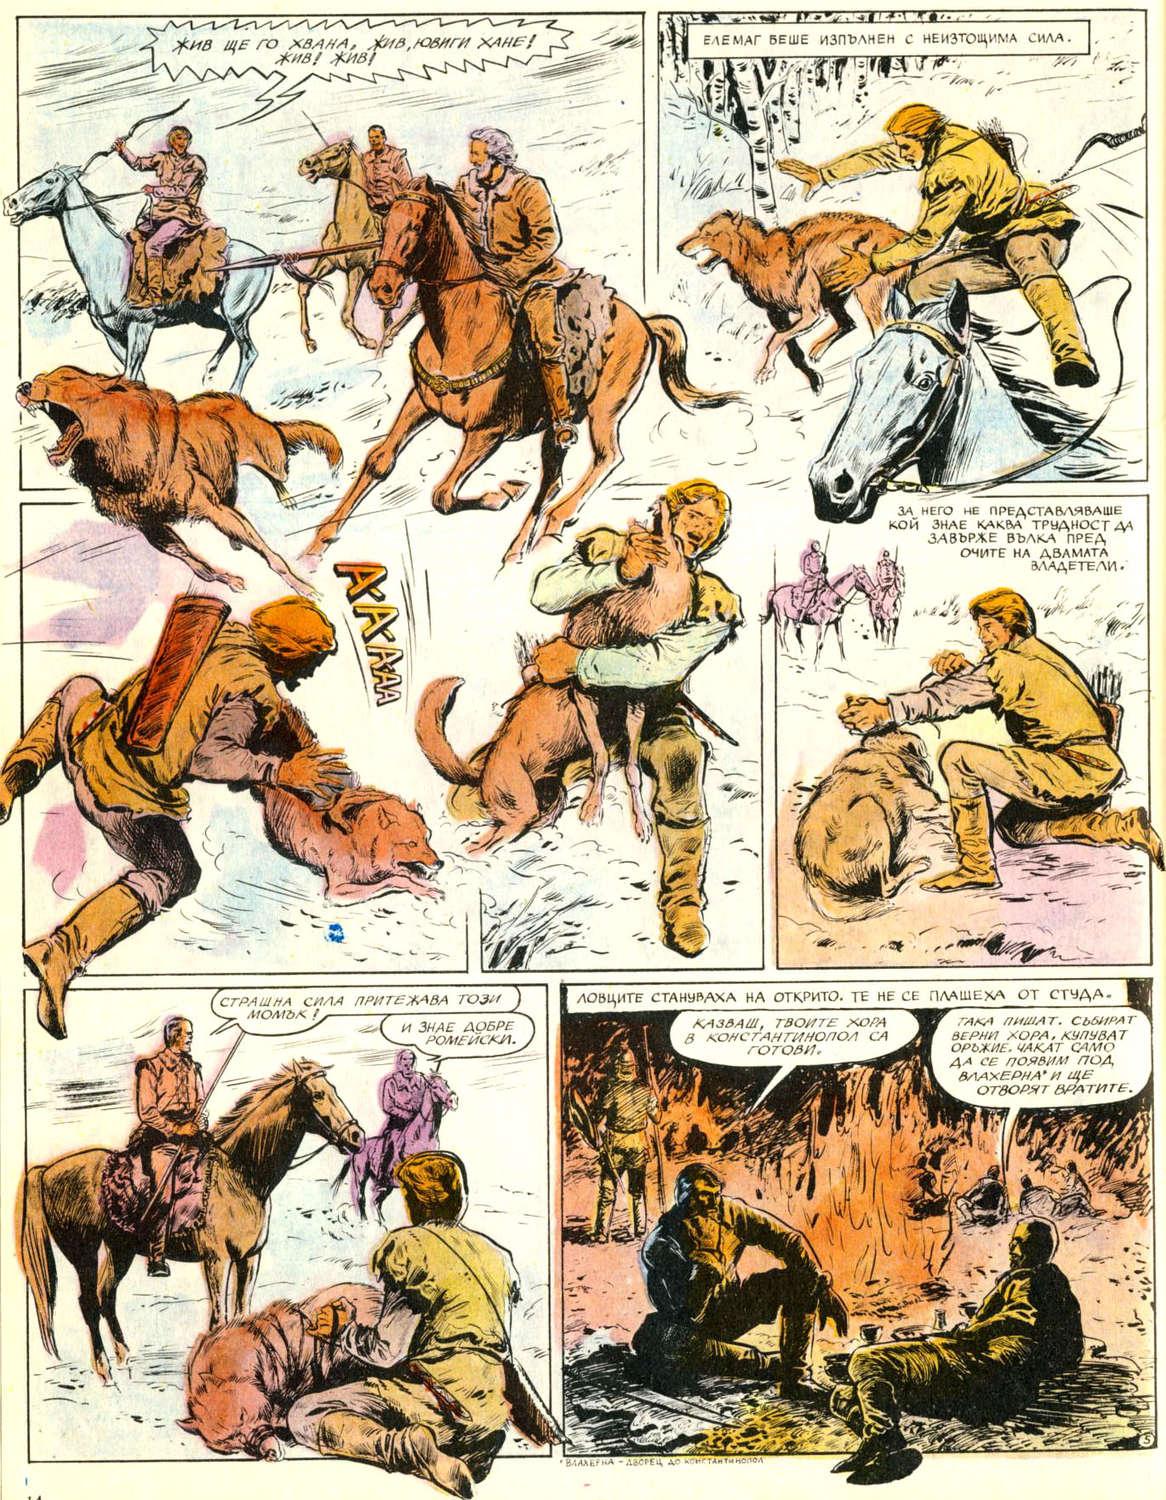 ЖИВ ЩЕ ГО ХВАНА, ЖИВ, ЮВИГИ ХАНЕ!
ЖИВ! ЖИВ!
ЕЛЕМАГ БЕШЕ ИЗПЪЛНЕН С НЕИЗТОЩИМА СИЛА.
А-А-А-ААА
ЗА НЕГО НЕ ПРЕДСТАВЛЯВАШЕ
КОЙ ЗНАЕ КАКВА ТРУДНОСТ ДА
ЗАВЪРЖЕ ВЪЛКА ПРЕД
ОЧИТЕ НА ДВАМАТА
ВЛАДЕТЕЛИ.
СТРАШНА СИЛА ПРИТЕЖАВА ТОЗИ
МОМЪК!
И ЗНАЕ ДОБРЕ
РОМЕЙСКИ.
ЛОВЦИТЕ СТАНУВАХА НА ОТКРИТО. ТЕ НЕ СЕ ПЛАШЕХА ОТ СТУДА.
КАЗВАШ, ТВОИТЕ ХОРА
В КОНСТАНТИНОПОЛ СА
ГОТОВИ.
ТАКА ПИШАТ. СЪБИРАТ
ВЕРНИ ХОРА, КУПУВАТ
ОРЪЖИЕ. ЧАКАТ САМО
ДА СЕ ПОЯВИМ ПОД
ВЛАХЕРНА* И ЩЕ
ОТВОРЯТ ВРАТИТЕ.
5
*ВЛАХЕРНА – ДВОРЕЦ ДО КОНСТАНТИНОПОЛ
14